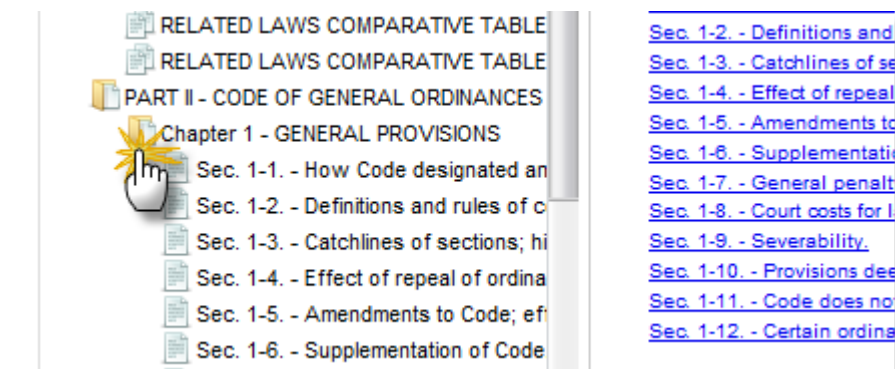 RELATED LAWS COMPARATIVE TABLE
RELATED LAWS COMPARATIVE TABLE
PART II - CODE OF GENERAL ORDINANCES
Chapter 1 - GENERAL PROVISIONS
Sec. 1-1. - How Code designated an
Sec. 1-2. - Definitions and rules of c
Sec. 1-3. - Catchlines of sections; hi
Sec. 1-4. - Effect of repeal of ordina
Sec. 1-5. - Amendments to Code; eff
Sec. 1-6. - Supplementation of Code
Sec. 1-2. - Definitions and
Sec. 1-3. - Catchlines of se
Sec. 1-4. - Effect of repeal
Sec. 1-5. - Amendments to
Sec. 1-6. - Supplementatio
Sec. 1-7. - General penalt
Sec. 1-8. - Court costs for l
Sec. 1-9. - Severability.
Sec. 1-10. - Provisions dee
Sec. 1-11. - Code does not
Sec. 1-12. - Certain ordina